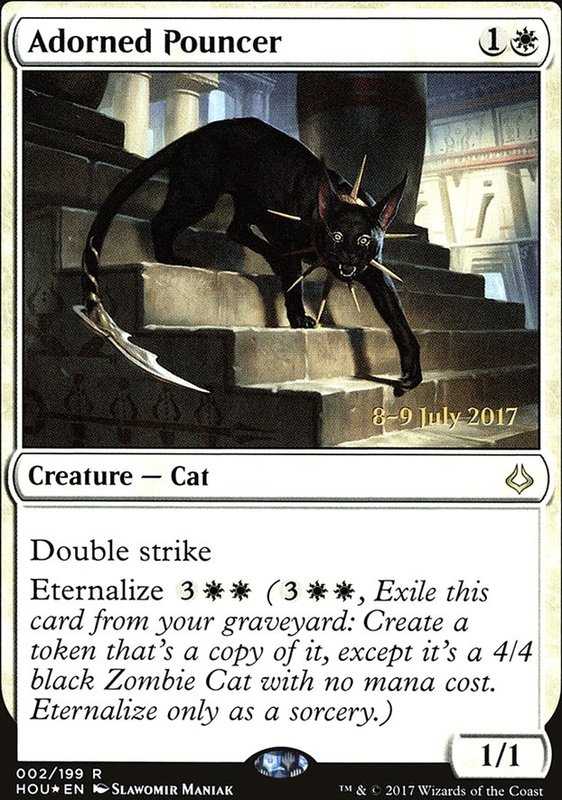 Adorned Pouncer 1
8–9 July 2017
Creature — Cat
Double strike
Eternalize 3 (3, Exile this
card from your graveyard: Create a
token that's a copy of it, except it's a 4/4
black Zombie Cat with no mana cost.
Eternalize only as a sorcery.)
1/1
002/199 R
HOU★EN Slawomir Maniak
™ & © 2017 Wizards of the Coast